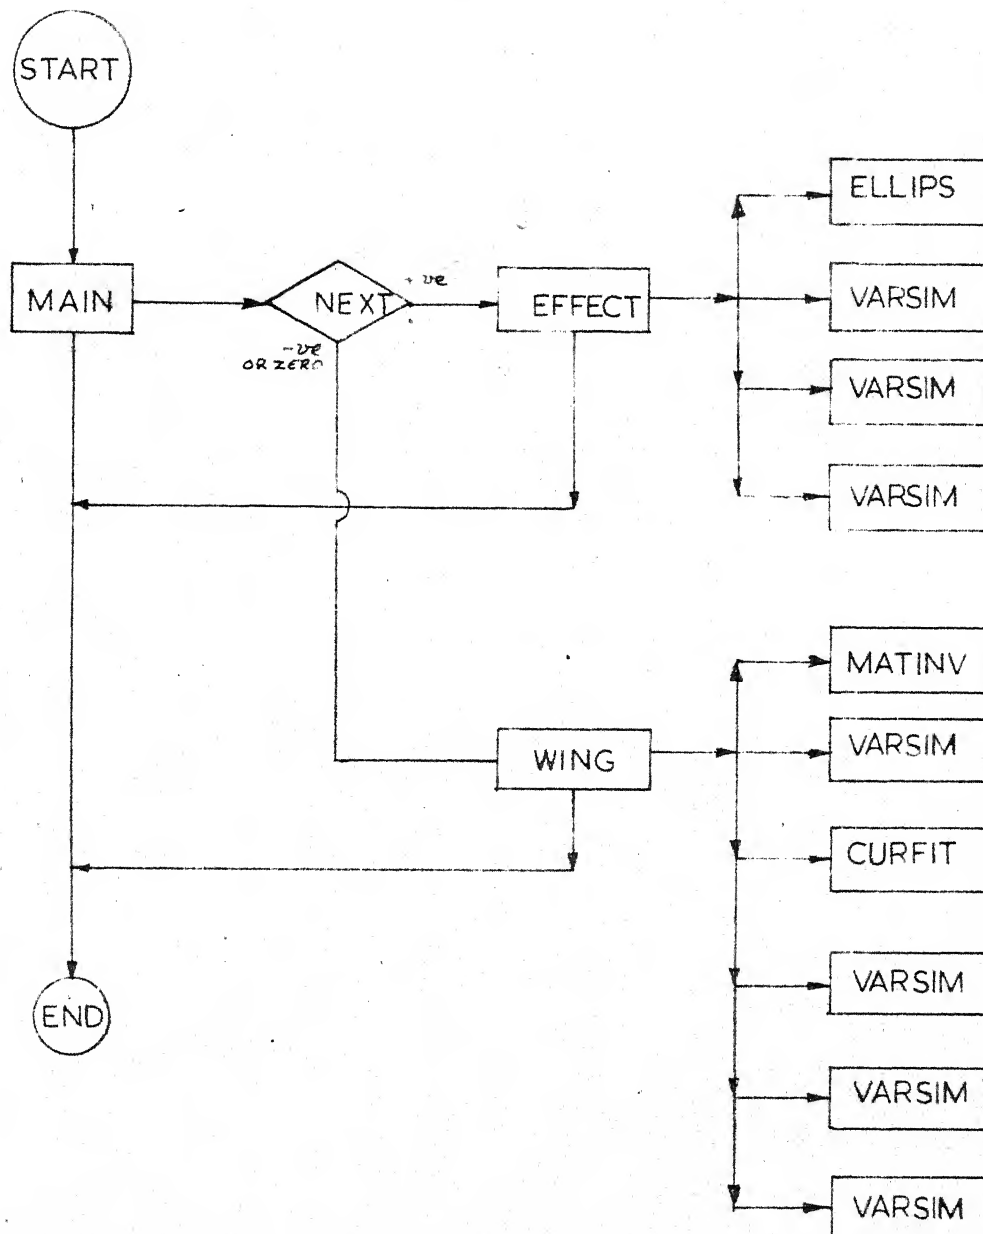 START
ELLIPS
MAIN
NEXT
+ve
EFFECT
VARSIM
-ve
OR ZERO
VARSIM
VARSIM
MATINV
WING
VARSIM
CURFIT
VARSIM
END
VARSIM
VARSIM